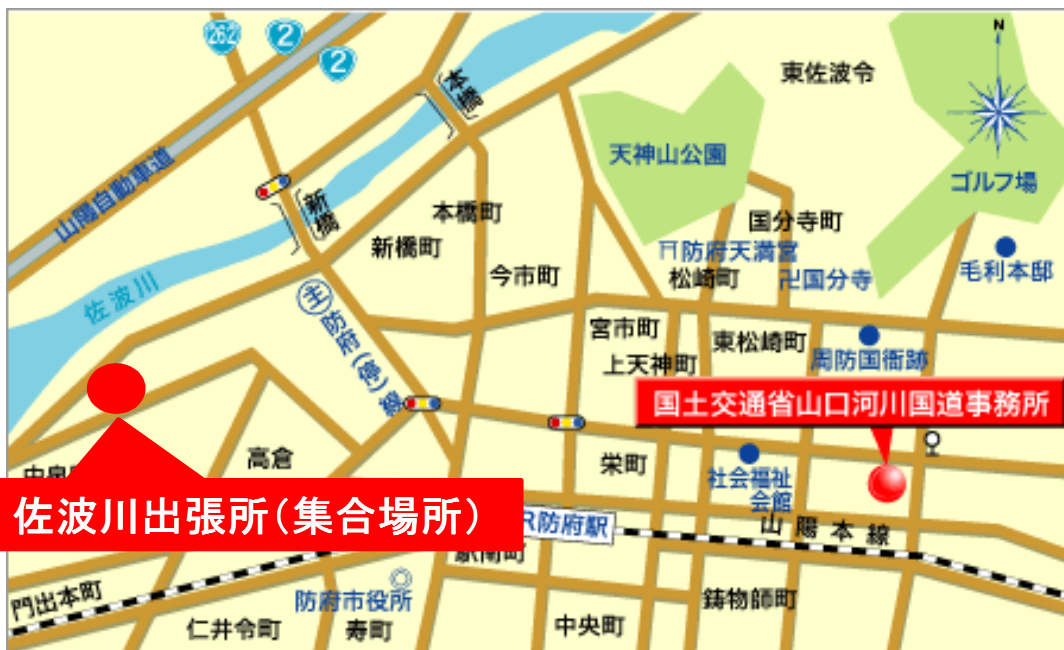 262
2
2
N
東佐波令
本橋
天神山公園
山陽自動車道
ゴルフ場
新橋
本橋町
国分寺町
新橋町
防府天満宮
毛利本邸
今市町
松崎町
卍国分寺
佐波川
主防府(停)線
宮市町
東松崎町
上天神町
周防国衙跡
国土交通省山口河川国道事務所
高倉
栄町
社会福祉
会館
佐波川出張所(集合場所)
R防府駅
山陽本線
駅南町
門出本町
防府市役所
鋳物師町
仁井令町
寿町
中央町